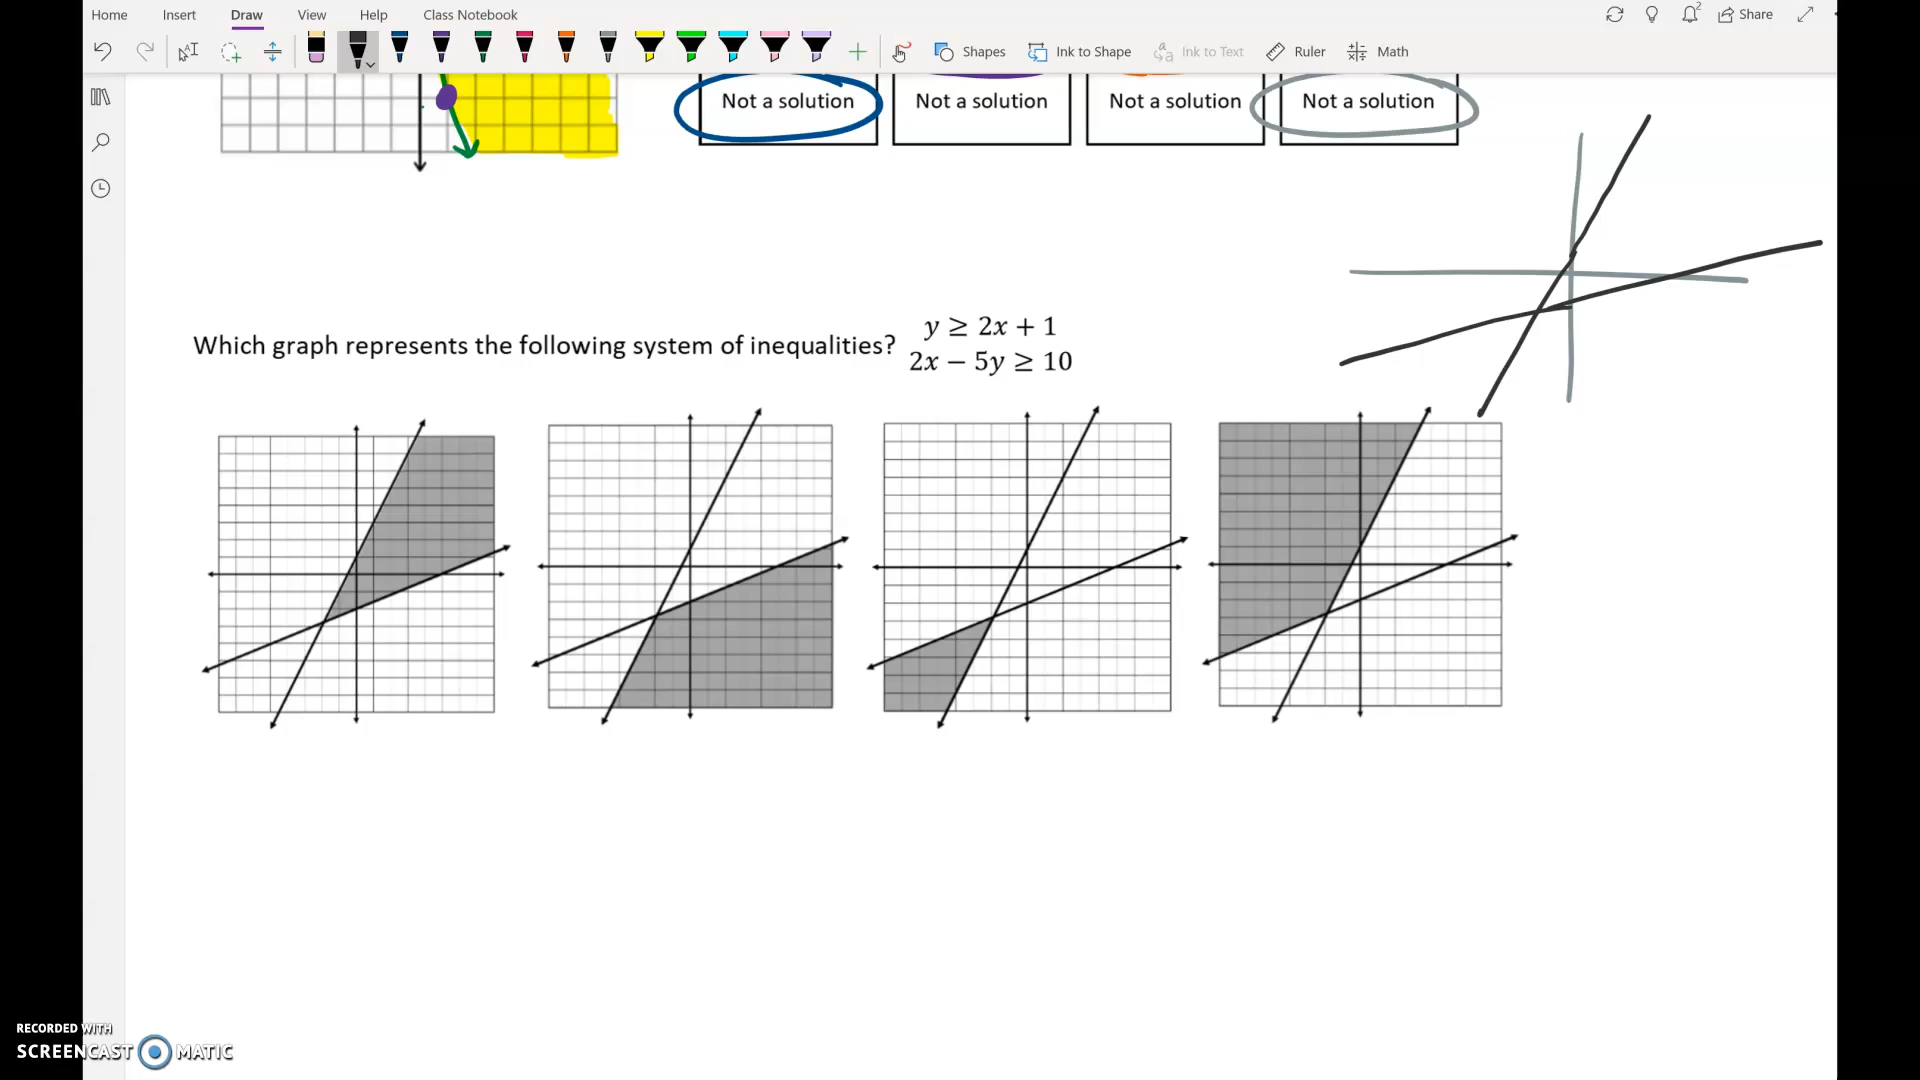 Home Insert Draw View Help Class Notebook
2 Share
Shapes Ink to Shape Ink to Text Ruler Math
Not a solution Not a solution Not a solution Not a solution
Which graph represents the following system of inequalities?
y ≥ 2x + 1
2x − 5y ≥ 10
RECORDED WITH
SCREENCAST MATIC